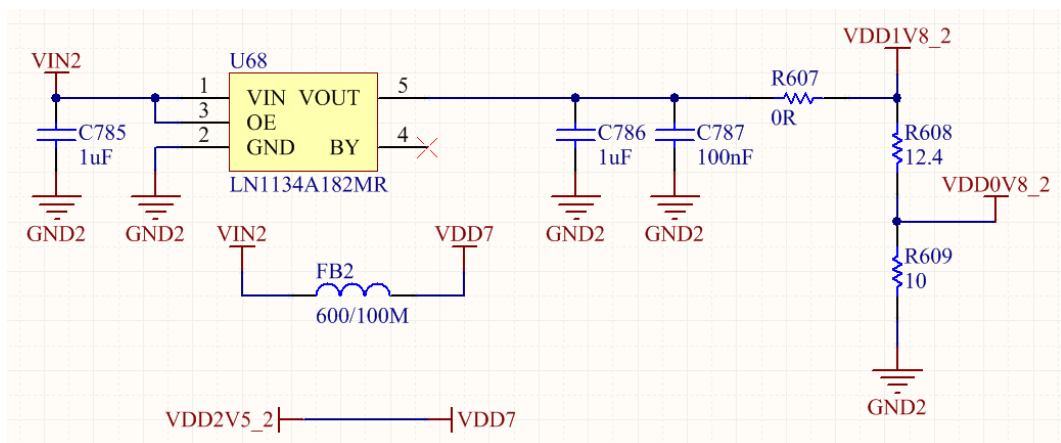 VDD1V8_2
VIN2
U68
R607
1
VIN
VOUT
5
0R
3
OE
C785
1uF
2
GND
BY
4
C786
1uF
C787
100nF
R608
12.4
LN1134A182MR
VDD0V8_2
GND2
GND2
VIN2
VDD7
GND2
GND2
FB2
600/100M
R609
10
GND2
VDD2V5_2
VDD7